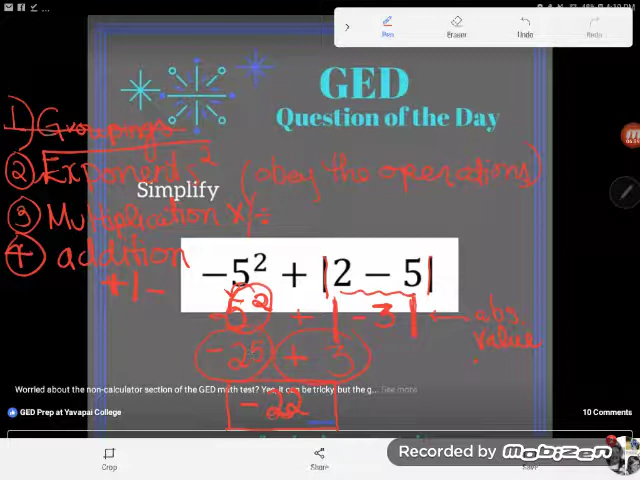 Pen
Eraser
Undo
Redo
GED
Question of the Day
1) Groupings
② Exponents ²
(obey the operations)
Simplify
③ Multiplication x/÷
④ addition
+/-
−5² + |2 − 5|
-5² + |-3| ← abs value
-25 + 3
-22
Worried about the non-calculator section of the GED math test? Yes, it can be tricky, but the g... See more
GED Prep at Yavapai College
10 Comments
Recorded by Mobizen
Crop
Share
Save